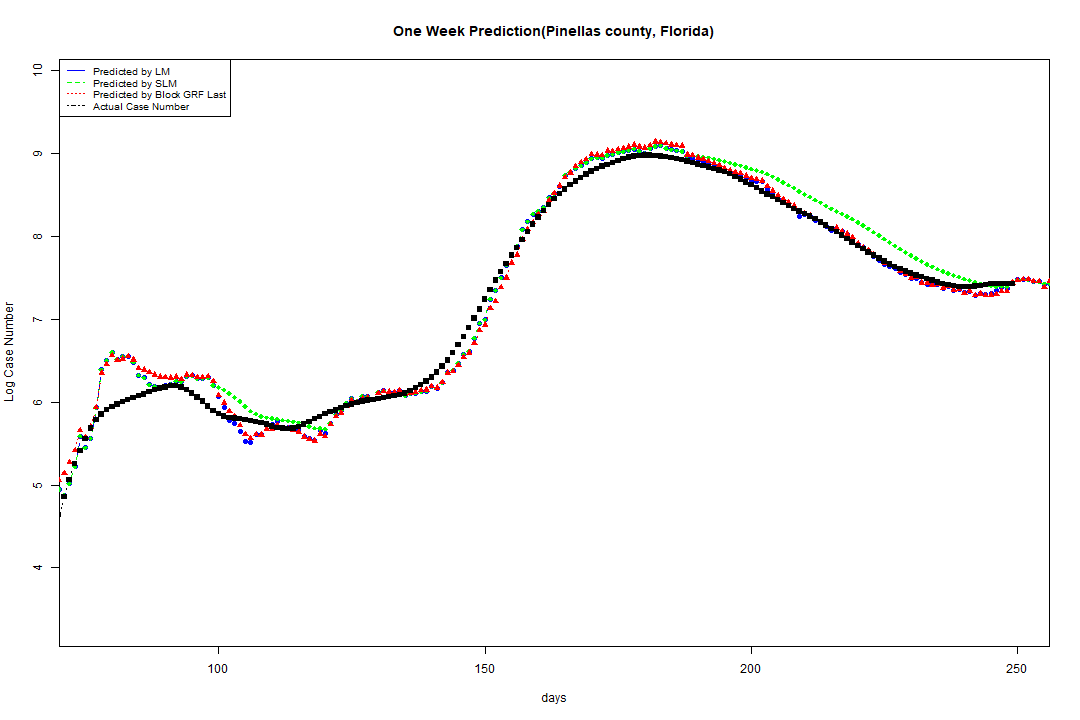 One Week Prediction(Pinellas county, Florida)
Predicted by LM
Predicted by SLM
Predicted by Block GRF Last
Actual Case Number
Log Case Number
10
9
8
7
6
5
4
100
150
200
250
days